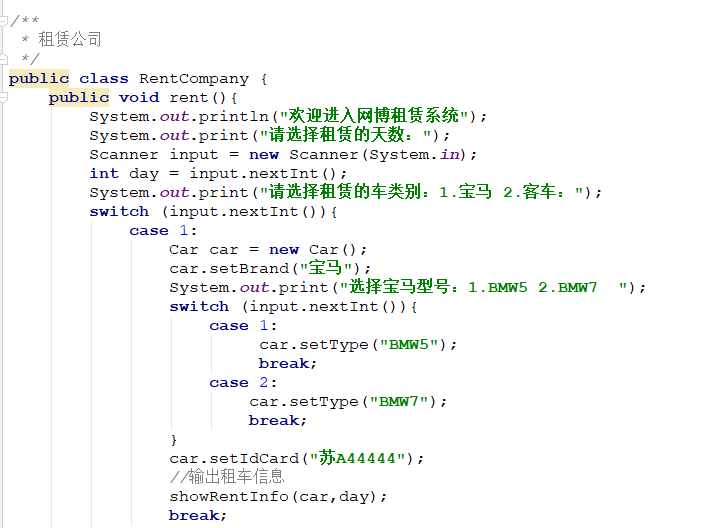 /**
 * 租赁公司
 */
public class RentCompany {
    public void rent(){
        System.out.println("欢迎进入网博租赁系统");
        System.out.print("请选择租赁的天数：");
        Scanner input = new Scanner(System.in);
        int day = input.nextInt();
        System.out.print("请选择租赁的车类别：1.宝马 2.客车：");
        switch (input.nextInt()){
            case 1:
                Car car = new Car();
                car.setBrand("宝马");
                System.out.print("选择宝马型号：1.BMW5 2.BMW7  ");
                switch (input.nextInt()){
                    case 1:
                         car.setType("BMW5");
                         break;
                    case 2:
                        car.setType("BMW7");
                        break;
                }
                car.setIdCard("苏A44444");
                //输出租车信息
                showRentInfo(car,day);
                break;